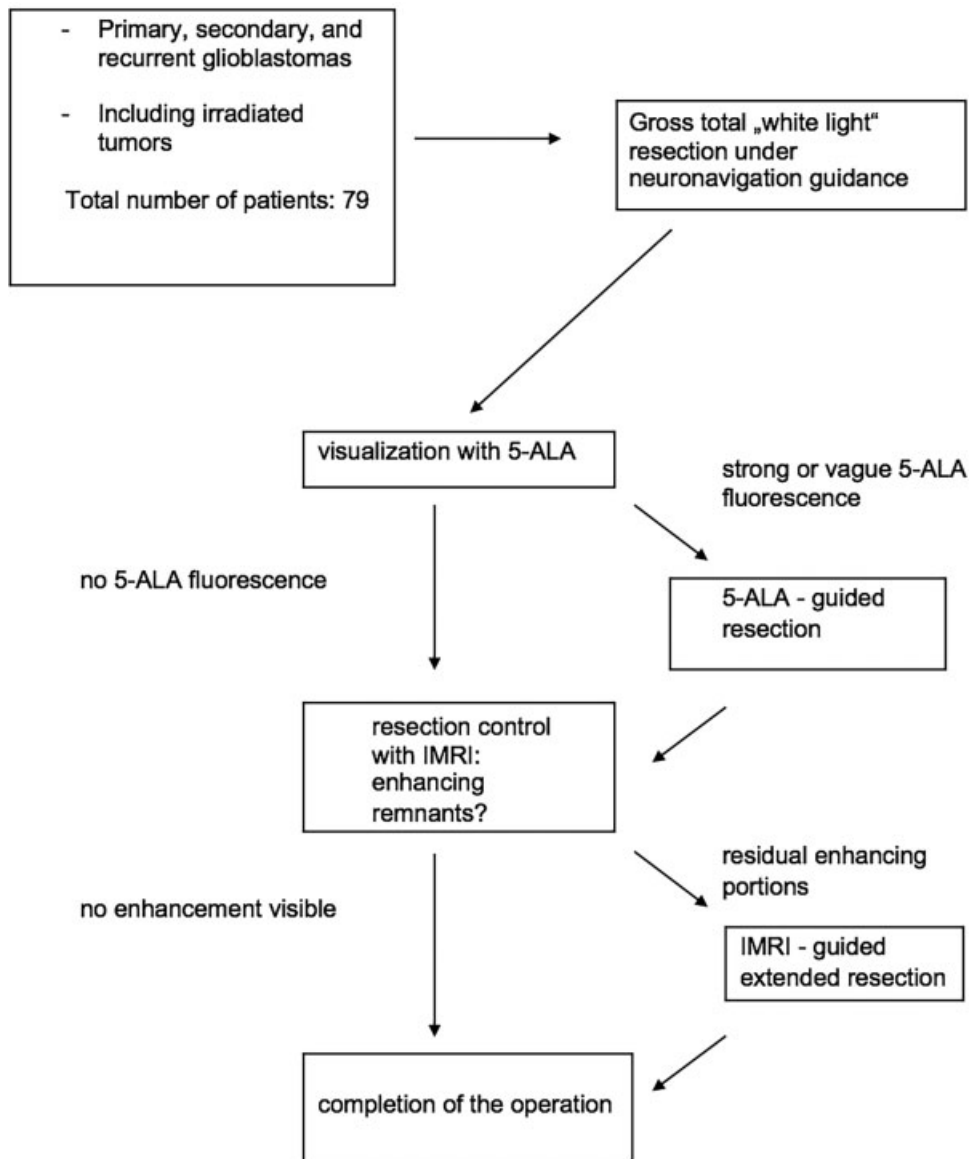 - Primary, secondary, and
recurrent glioblastomas
- Including irradiated
tumors
Total number of patients: 79
Gross total „white light“
resection under
neuronavigation guidance
visualization with 5-ALA
strong or vague 5-ALA
fluorescence
no 5-ALA fluorescence
5-ALA - guided
resection
resection control
with IMRI:
enhancing
remnants?
residual enhancing
portions
no enhancement visible
IMRI - guided
extended resection
completion of the operation